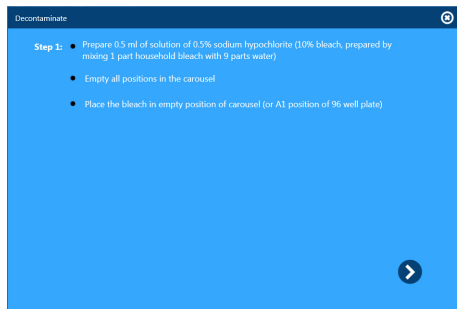 Decontaminate
Step 1: • Prepare 0.5 ml of solution of 0.5% sodium hypochlorite (10% bleach, prepared by
mixing 1 part household bleach with 9 parts water)
• Empty all positions in the carousel
• Place the bleach in empty position of carousel (or A1 position of 96 well plate)